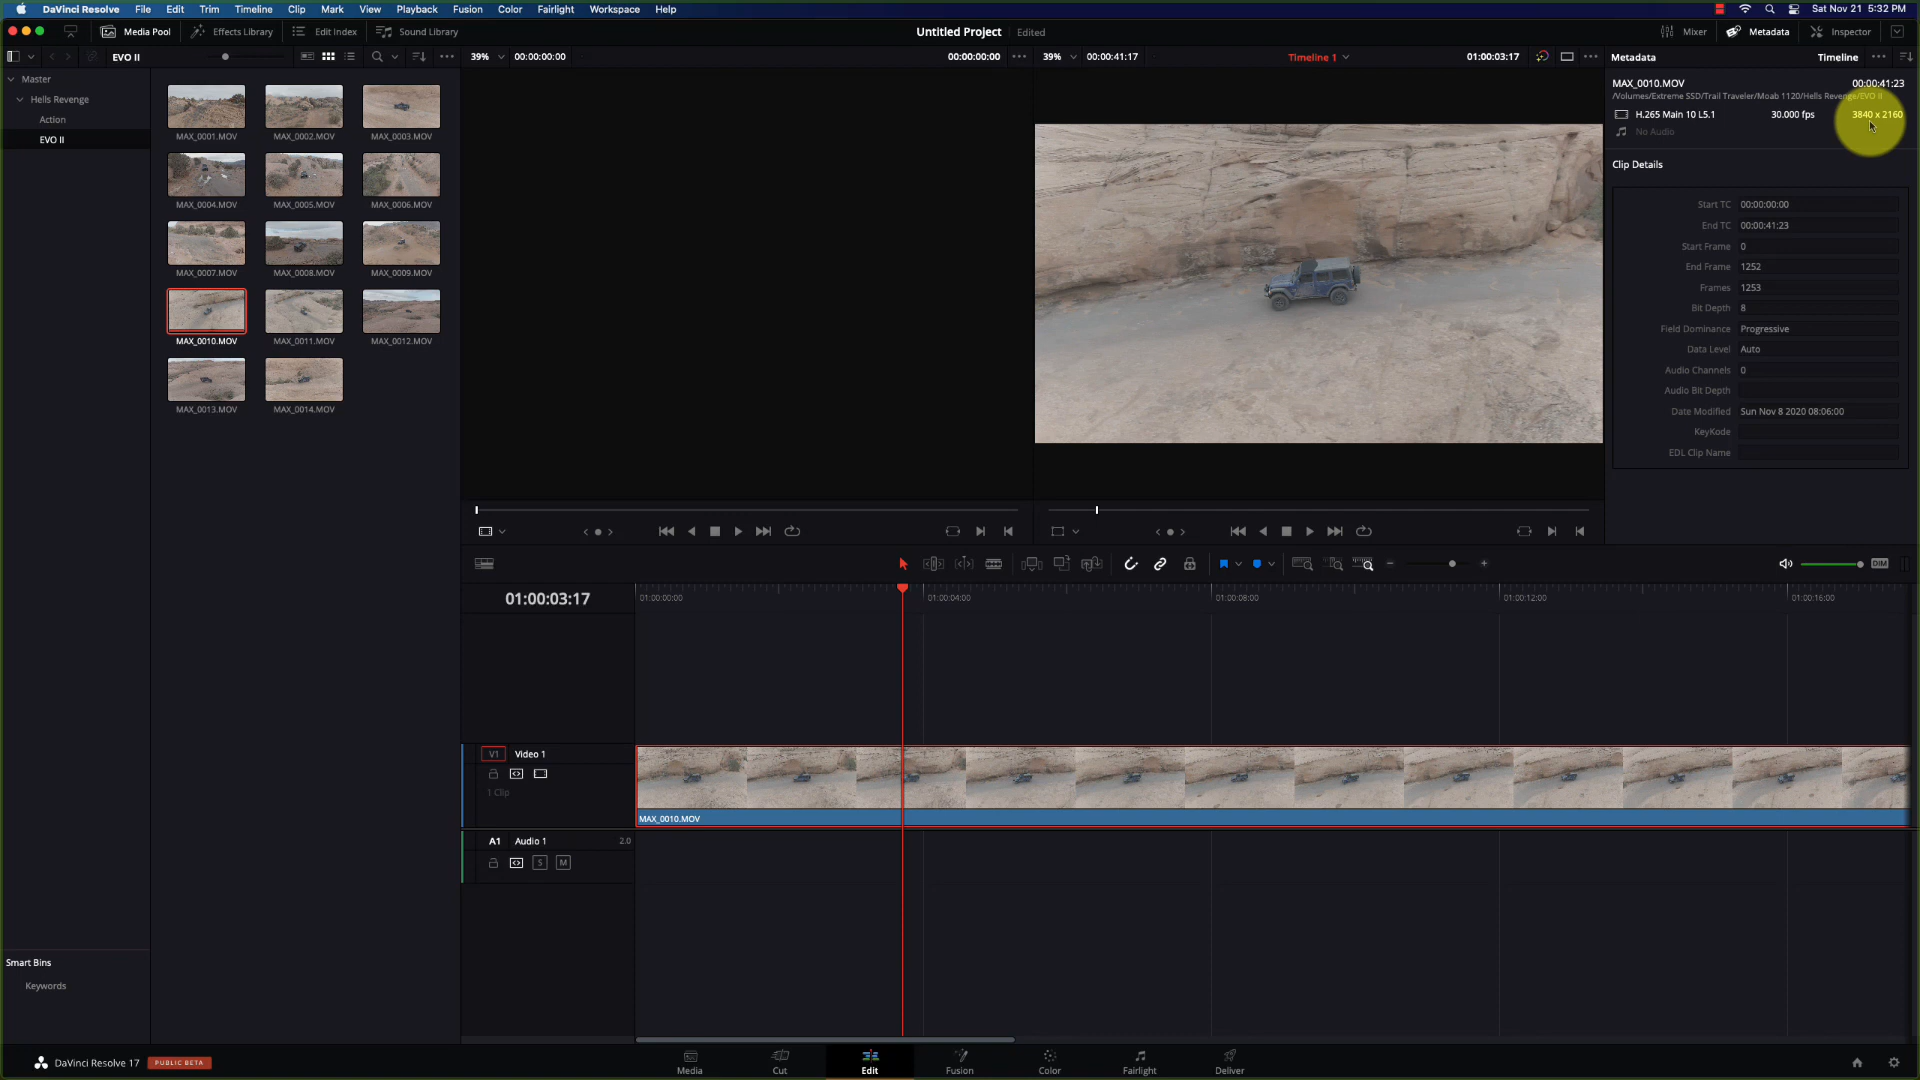 DaVinci Resolve File Edit Trim Timeline Clip Mark View Playback Fusion Color Fairlight Workspace Help Sat Nov 21 5:32 PM
Media Pool Effects Library Edit Index Sound Library Untitled Project Edited Mixer Metadata Inspector
EVO II 39% 00:00:00:00 00:00:00:00 39% 00:00:41:17 Timeline 1 01:00:03:17 Metadata Timeline
Master
Hells Revenge
Action
EVO II
MAX_0001.MOV MAX_0002.MOV MAX_0003.MOV
MAX_0004.MOV MAX_0005.MOV MAX_0006.MOV
MAX_0007.MOV MAX_0008.MOV MAX_0009.MOV
MAX_0010.MOV MAX_0011.MOV MAX_0012.MOV
MAX_0013.MOV MAX_0014.MOV
MAX_0010.MOV 00:00:41:23
/Volumes/Extreme SSD/Trail Traveler/Moab 1120/Hells Revenge/EVO II
H.265 Main 10 L5.1 30.000 fps 3840 x 2160
No Audio
Clip Details
Start TC 00:00:00:00
End TC 00:00:41:23
Start Frame 0
End Frame 1252
Frames 1253
Bit Depth 8
Field Dominance Progressive
Data Level Auto
Audio Channels 0
Audio Bit Depth
Date Modified Sun Nov 8 2020 08:06:00
KeyKode
EDL Clip Name
DIM
01:00:03:17 01:00:00:00 01:00:04:00 01:00:08:00 01:00:12:00 01:00:16:00
V1 Video 1
1 Clip
MAX_0010.MOV
A1 Audio 1 2.0
S M
Smart Bins
Keywords
DaVinci Resolve 17 PUBLIC BETA
Media Cut Edit Fusion Color Fairlight Deliver